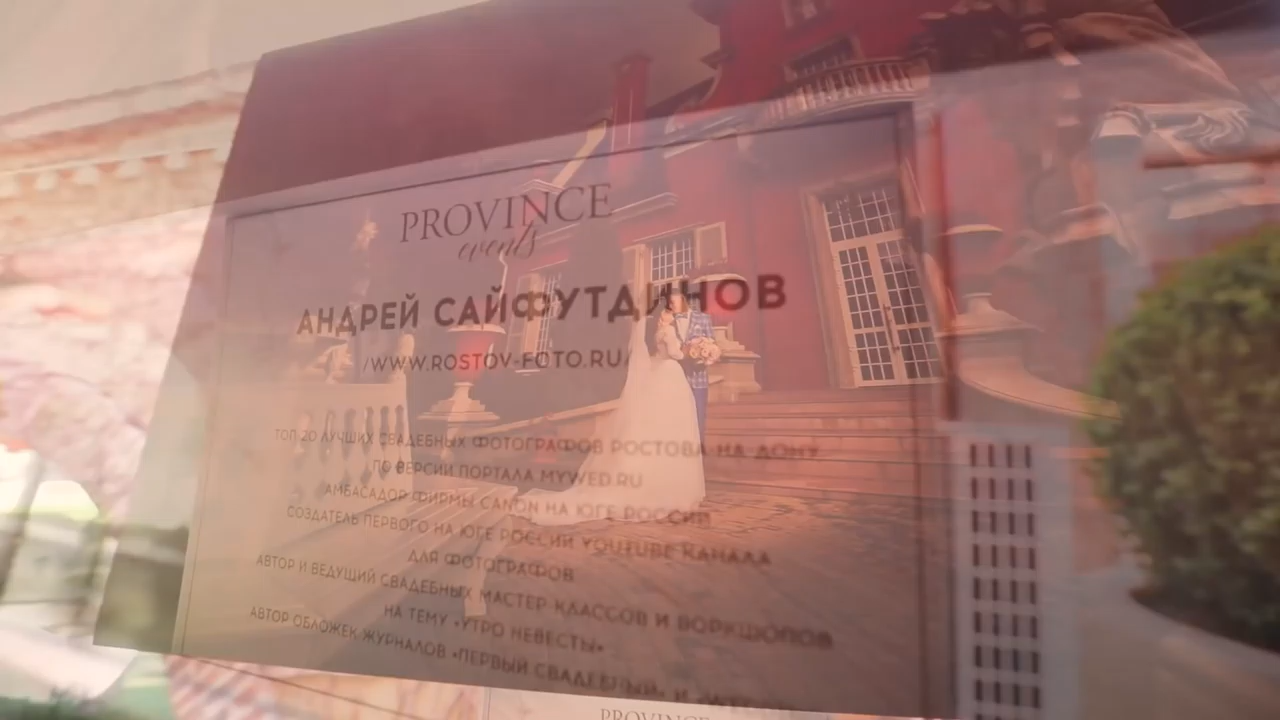 PROVINCE
events
АНДРЕЙ САЙФУТДИНОВ
/WWW.ROSTOV-FOTO.RU/
ТОП 20 ЛУЧШИХ СВАДЕБНЫХ ФОТОГРАФОВ РОСТОВА-НА-ДОНУ
ПО ВЕРСИИ ПОРТАЛА MYWED.RU
АМБАСАДОР ФИРМЫ CANON НА ЮГЕ РОССИИ
СОЗДАТЕЛЬ ПЕРВОГО НА ЮГЕ РОССИИ YOUTUBE КАНАЛА
ДЛЯ ФОТОГРАФОВ
АВТОР И ВЕДУЩИЙ СВАДЕБНЫХ МАСТЕР КЛАССОВ И ВОРКШОПОВ
НА ТЕМУ «УТРО НЕВЕСТЫ»
АВТОР ОБЛОЖЕК ЖУРНАЛОВ «ПЕРВЫЙ СВАДЕБНЫЙ» И
PROVINCE